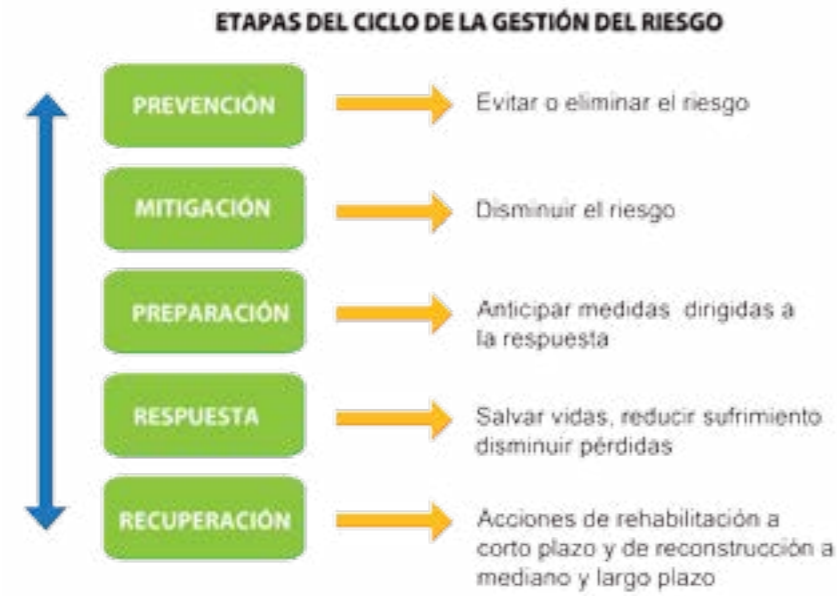 ETAPAS DEL CICLO DE LA GESTIÓN DEL RIESGO
PREVENCIÓN
Evitar o eliminar el riesgo
MITIGACIÓN
Disminuir el riesgo
PREPARACIÓN
Anticipar medidas dirigidas a
la respuesta
RESPUESTA
Salvar vidas, reducir sufrimiento
disminuir pérdidas
RECUPERACIÓN
Acciones de rehabilitación a
corto plazo y de reconstrucción a
mediano y largo plazo